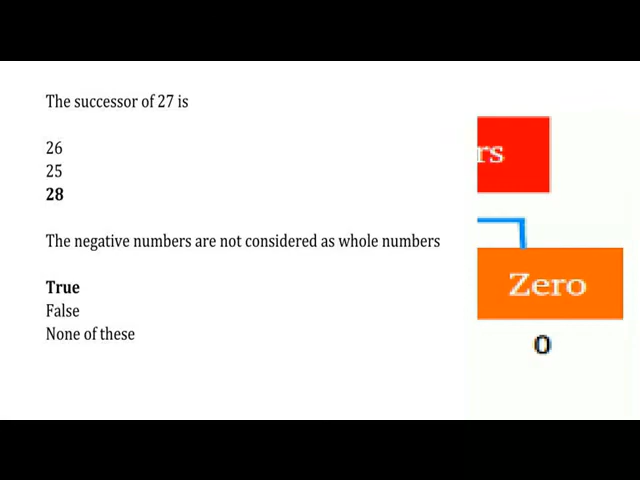 The successor of 27 is
26
25
28
The negative numbers are not considered as whole numbers
True
False
None of these
rs
Zero
0